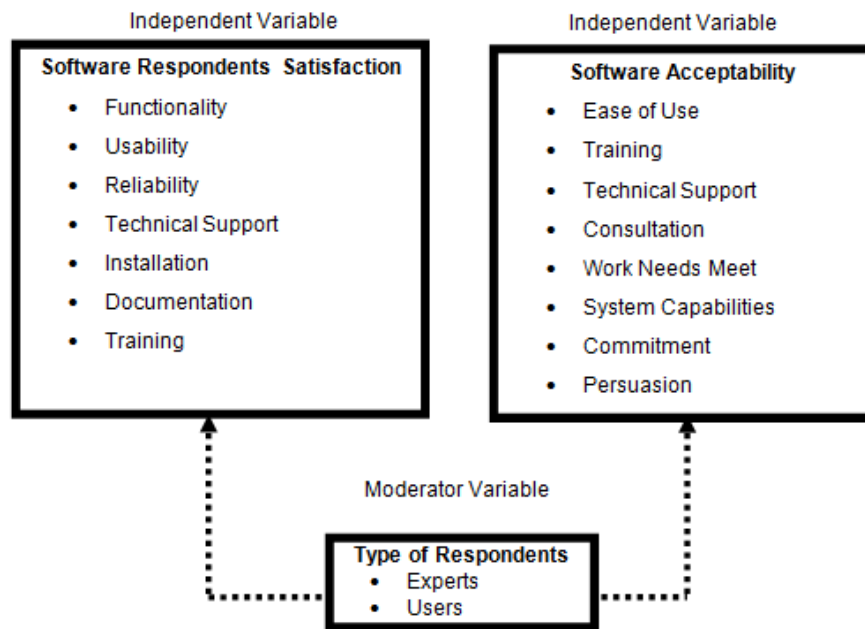 Independent Variable
Software Respondents Satisfaction
• Functionality
• Usability
• Reliability
• Technical Support
• Installation
• Documentation
• Training
Independent Variable
Software Acceptability
• Ease of Use
• Training
• Technical Support
• Consultation
• Work Needs Meet
• System Capabilities
• Commitment
• Persuasion
Moderator Variable
Type of Respondents
• Experts
• Users